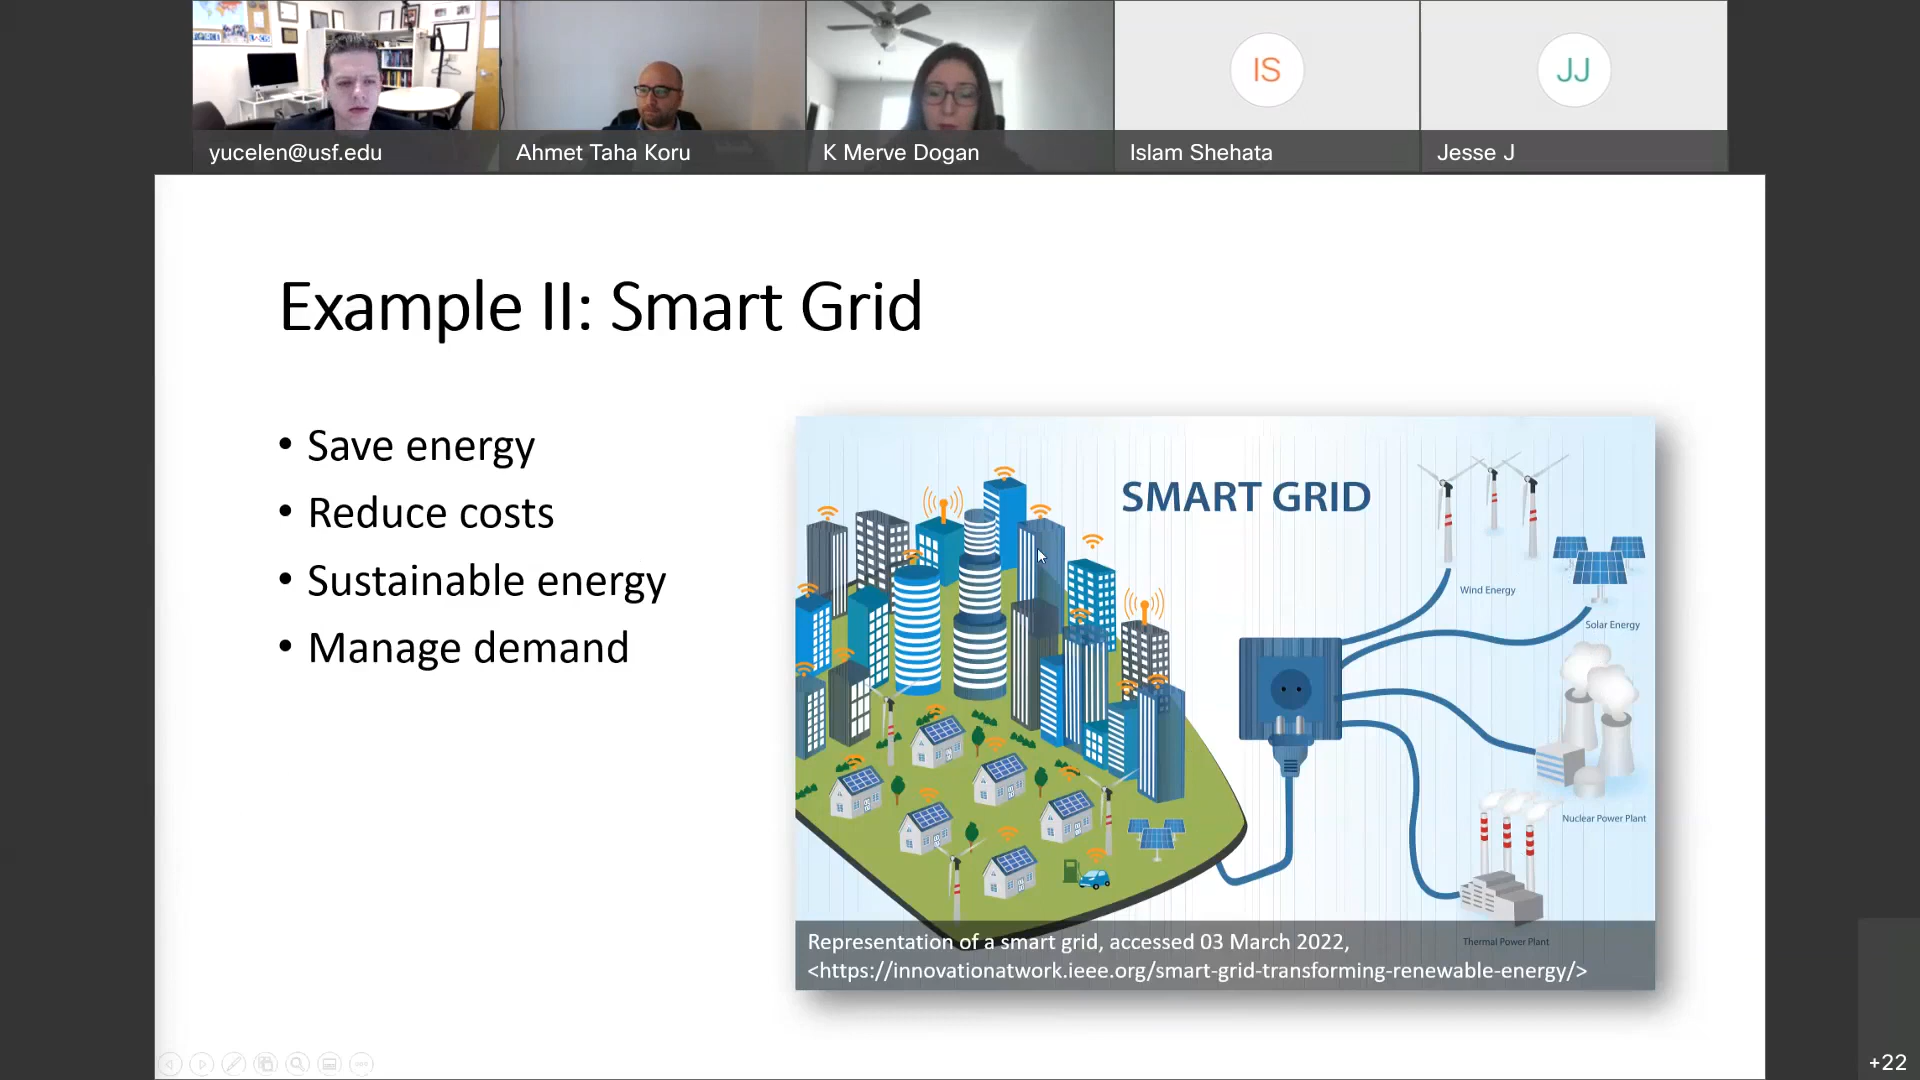 IS
JJ
yucelen@usf.edu
Ahmet Taha Koru
K Merve Dogan
Islam Shehata
Jesse J
Example II: Smart Grid
• Save energy
• Reduce costs
• Sustainable energy
• Manage demand
SMART GRID
Wind Energy
Solar Energy
Nuclear Power Plant
Thermal Power Plant
Representation of a smart grid, accessed 03 March 2022,
<https://innovationatwork.ieee.org/smart-grid-transforming-renewable-energy/>
+22